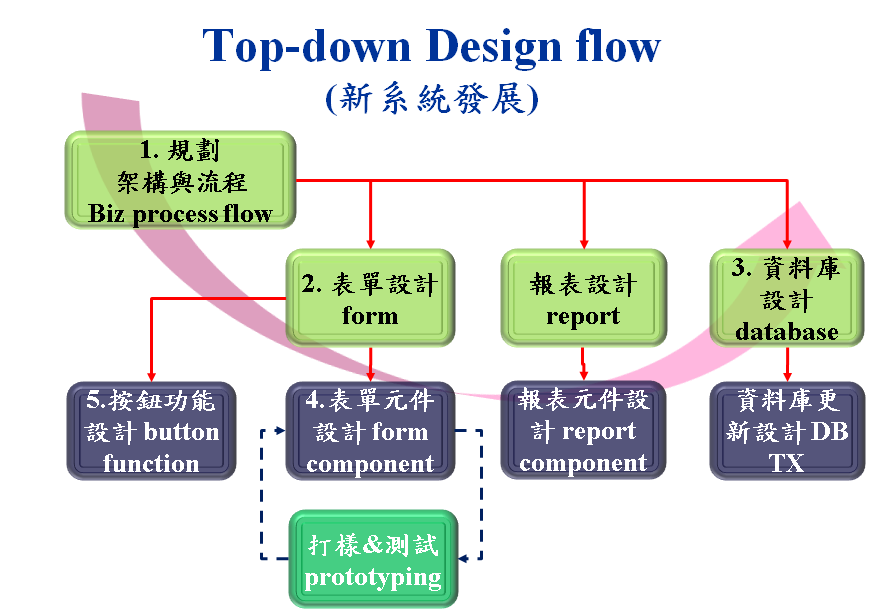 Top-down Design flow
(新系統發展)
1. 規劃
架構與流程
Biz process flow
2. 表單設計
form
報表設計
report
3. 資料庫
設計
database
5.按鈕功能
設計 button
function
4.表單元件
設計 form
component
報表元件設
計 report
component
資料庫更
新設計 DB
TX
打樣&測試
prototyping